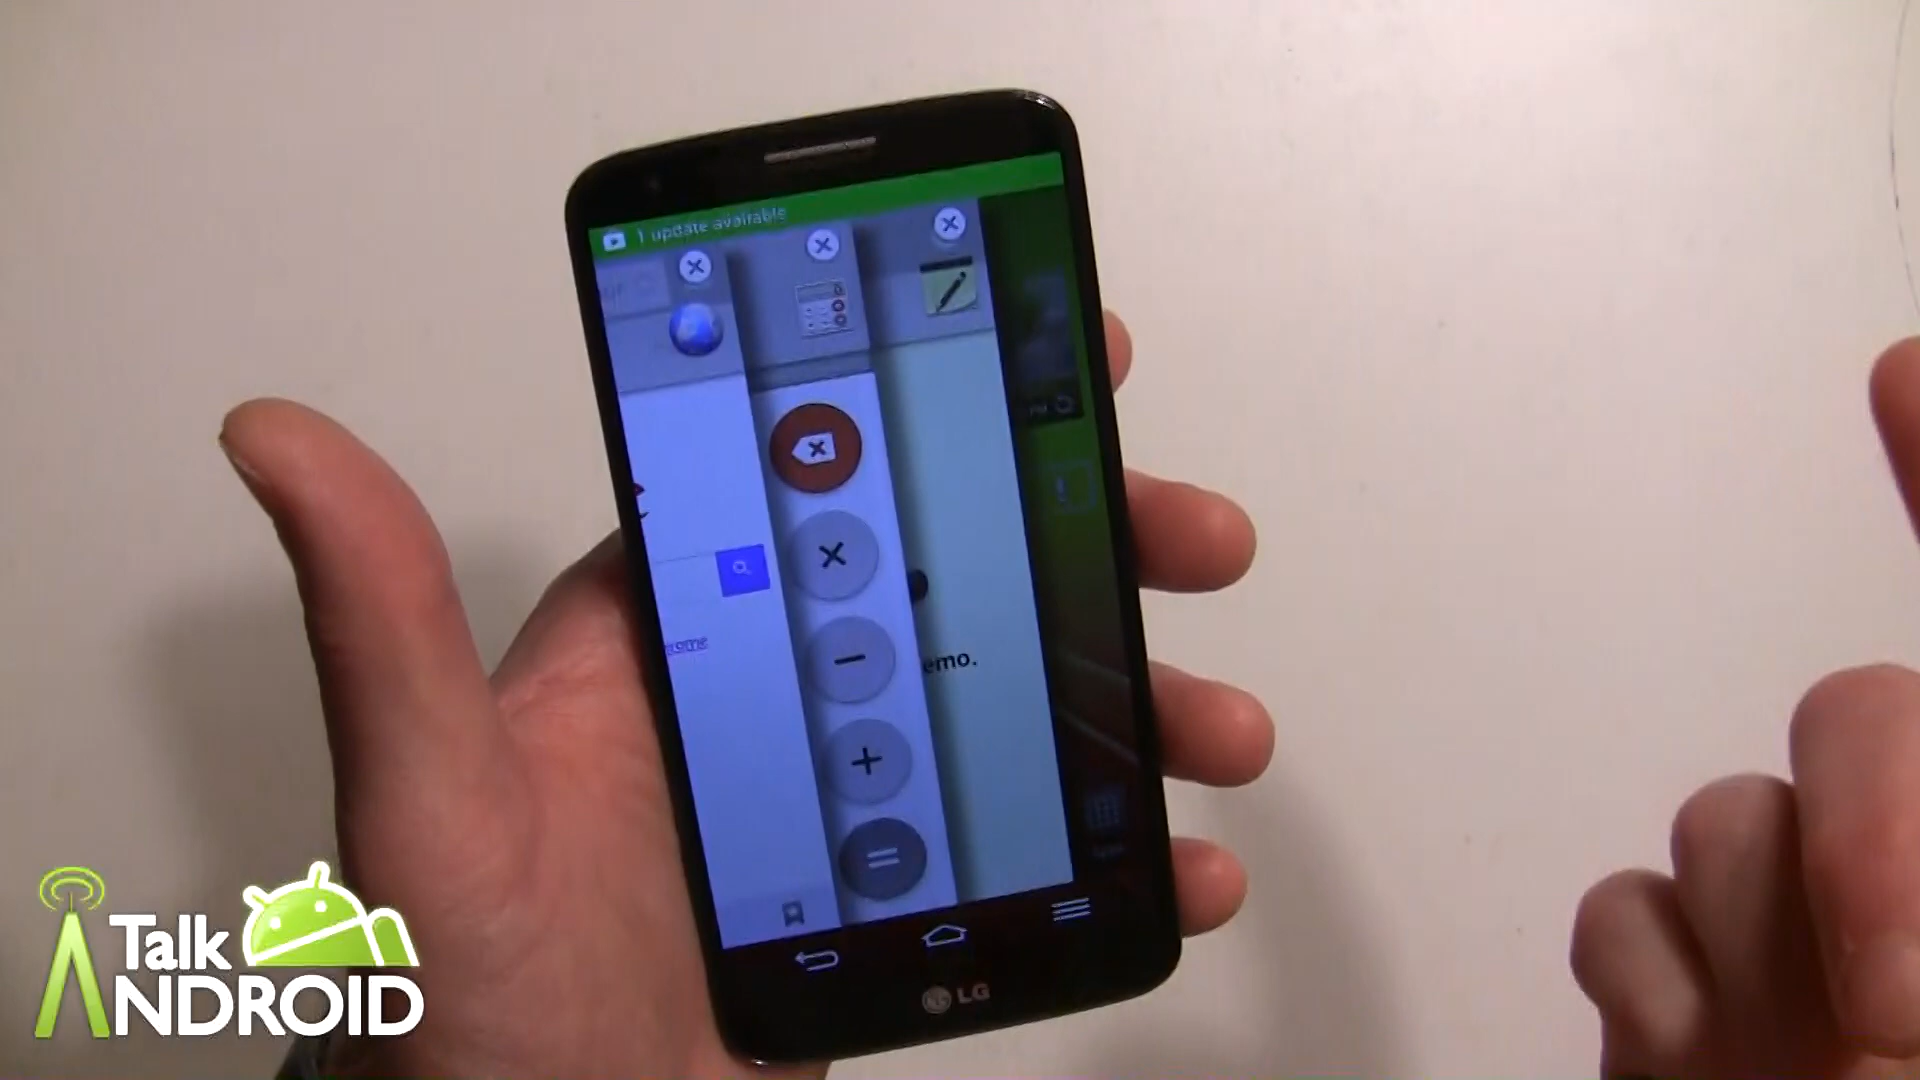 1 update available
emo.
LG
Talk
ANDROID